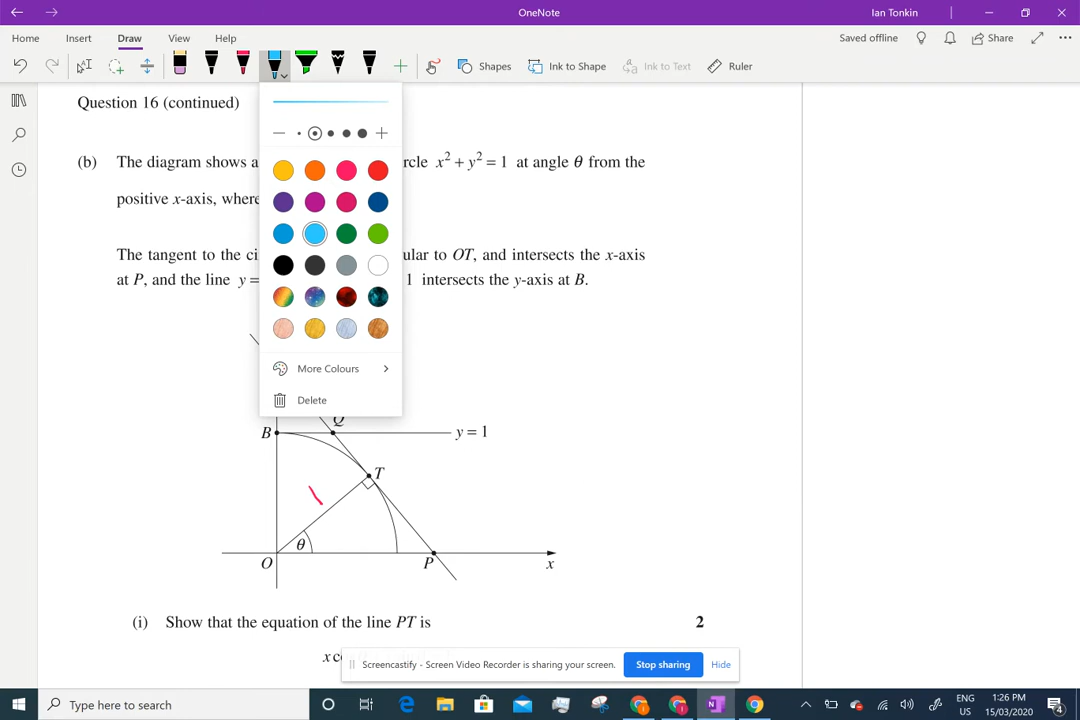 OneNote
Ian Tonkin
Home Insert Draw View Help
Saved offline Share
Shapes Ink to Shape Ink to Text Ruler
Question 16 (continued)
(b) The diagram shows a rcle x² + y² = 1 at angle θ from the
positive x-axis, where
The tangent to the ci ular to OT, and intersects the x-axis
at P, and the line y = 1 intersects the y-axis at B.
More Colours
Delete
Q
B y = 1
T
θ
O P x
(i) Show that the equation of the line PT is 2
x c
Screencastify - Screen Video Recorder is sharing your screen. Stop sharing Hide
Type here to search
ENG 1:26 PM
US 15/03/2020 4